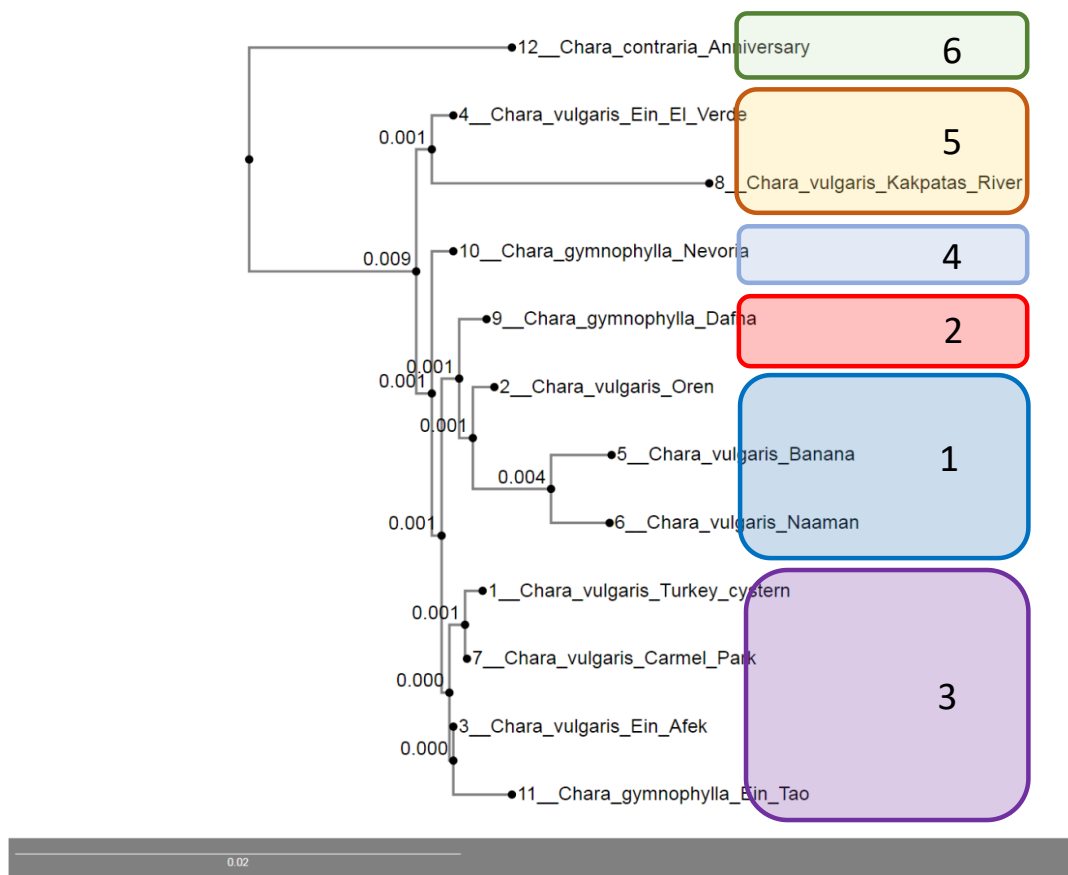 12__Chara_contraria_Anniversary
6
4__Chara_vulgaris_Ein_El_Verde
0.001
5
8__Chara_vulgaris_Kakpatas_River
10__Chara_gymnophylla_Nevoria
0.009
4
9__Chara_gymnophylla_Dafna
2
0.001
0.001
2__Chara_vulgaris_Oren
0.001
5__Chara_vulgaris_Banana
1
0.004
6__Chara_vulgaris_Naaman
0.001
1__Chara_vulgaris_Turkey_cystern
0.001
7__Chara_vulgaris_Carmel_Park
0.000
3
3__Chara_vulgaris_Ein_Afek
0.000
11__Chara_gymnophylla_Ein_Tao
0.02